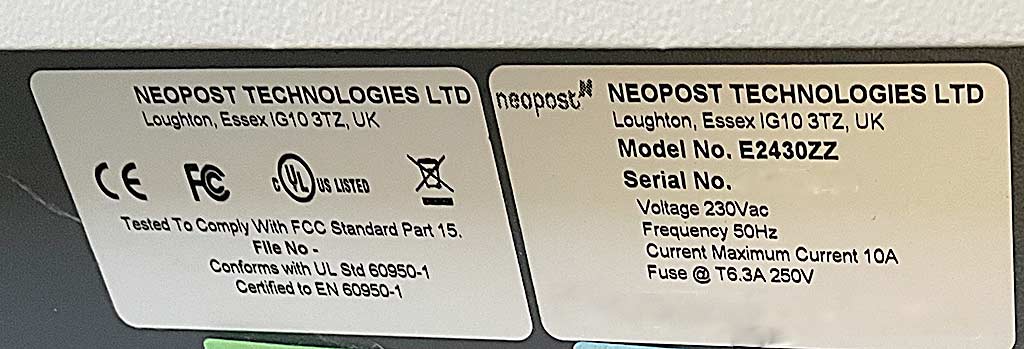 NEOPOST TECHNOLOGIES LTD
Loughton, Essex IG10 3TZ, UK
CE FC c UL US LISTED
Tested To Comply With FCC Standard Part 15.
File No -
Conforms with UL Std 60950-1
Certified to EN 60950-1
neopost NEOPOST TECHNOLOGIES LTD
Loughton, Essex IG10 3TZ, UK
Model No. E2430ZZ
Serial No.
Voltage 230Vac
Frequency 50Hz
Current Maximum Current 10A
Fuse @ T6.3A 250V